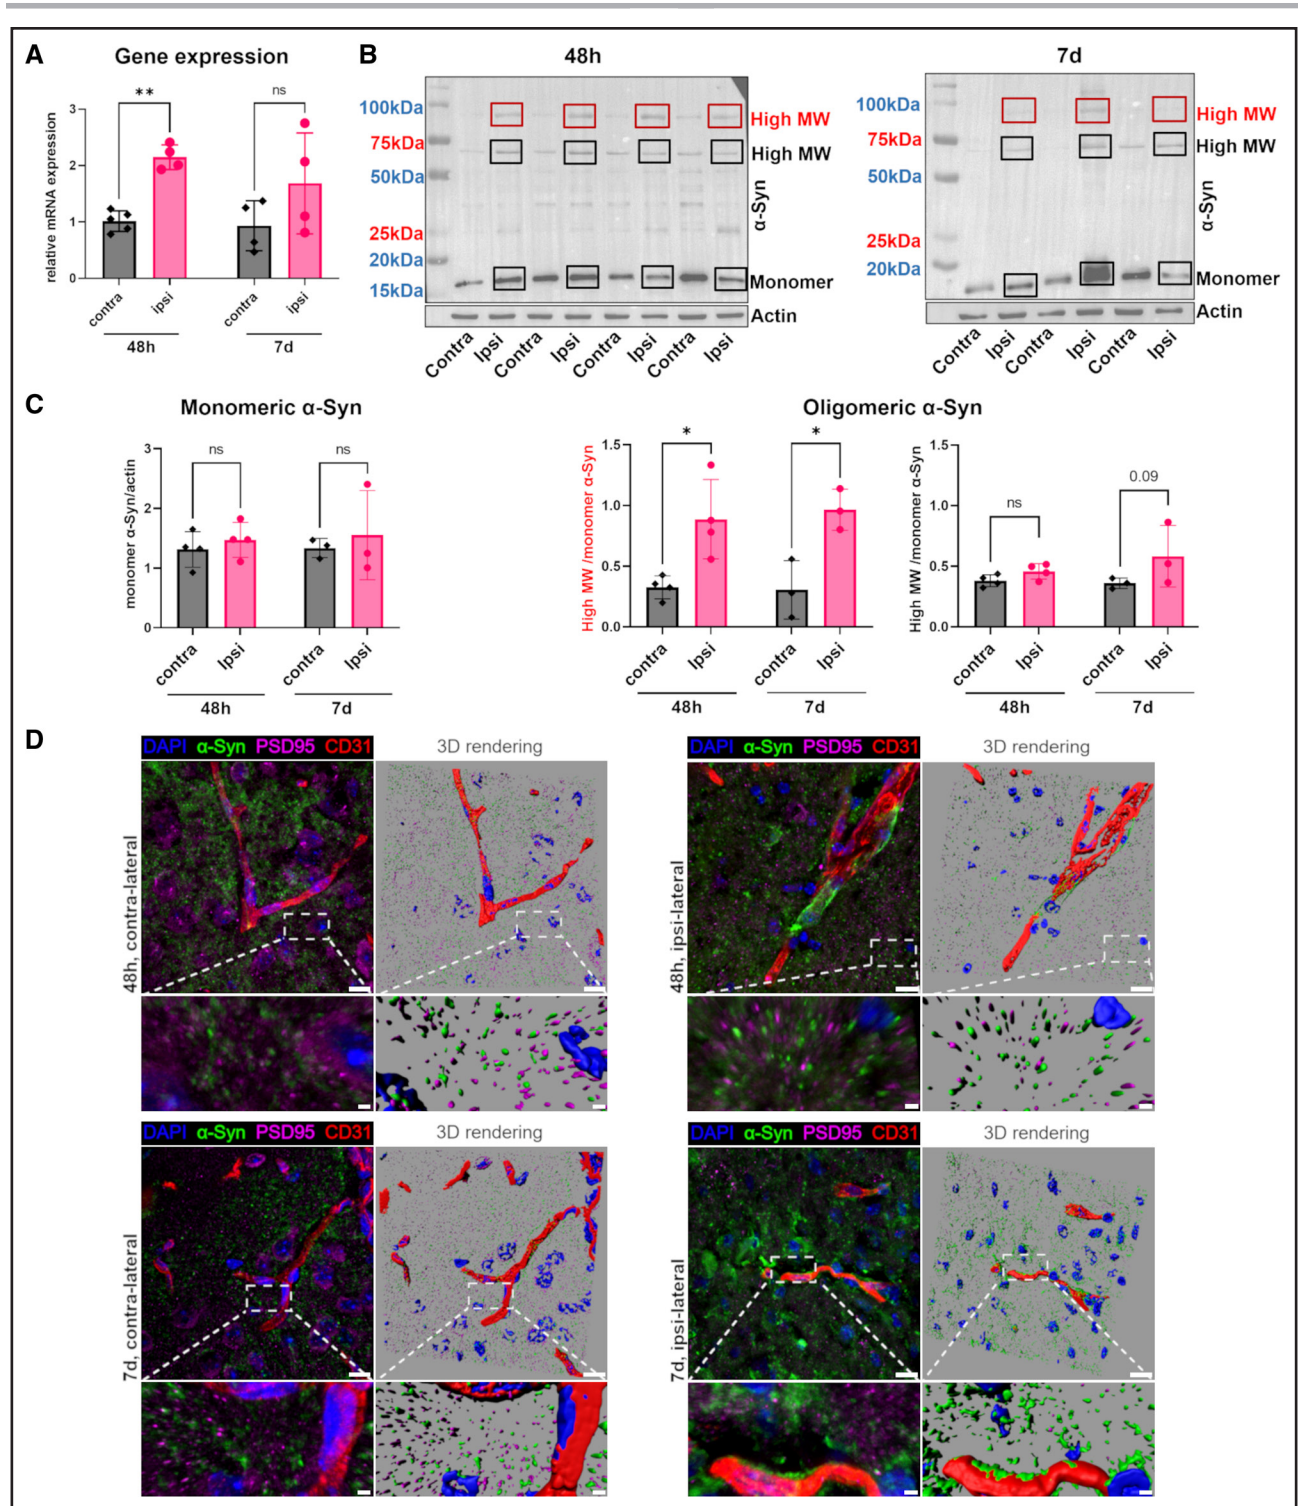 A
Gene expression
relative mRNA expression
3
2
1
0
**
ns
contra
ipsi
contra
ipsi
48h
7d
B
48h
100kDa
75kDa
50kDa
25kDa
20kDa
15kDa
High MW
High MW
α-Syn
Monomer
Actin
Contra
Ipsi
Contra
Ipsi
Contra
Ipsi
Contra
Ipsi
7d
100kDa
75kDa
50kDa
25kDa
20kDa
High MW
High MW
α-Syn
Monomer
Actin
Contra
Ipsi
Contra
Ipsi
Contra
Ipsi
C
Monomeric α-Syn
monomer α-Syn/actin
3
2
1
0
ns
ns
contra
Ipsi
contra
Ipsi
48h
7d
Oligomeric α-Syn
High MW /monomer α-Syn
1.5
1.0
0.5
0.0
*
*
contra
Ipsi
contra
Ipsi
48h
7d
High MW /monomer α-Syn
1.5
1.0
0.5
0.0
ns
0.09
contra
Ipsi
contra
Ipsi
48h
7d
D
DAPI α-Syn PSD95 CD31
3D rendering
48h, contra-lateral
DAPI α-Syn PSD95 CD31
3D rendering
48h, ipsi-lateral
DAPI α-Syn PSD95 CD31
3D rendering
7d, contra-lateral
DAPI α-Syn PSD95 CD31
3D rendering
7d, ipsi-lateral